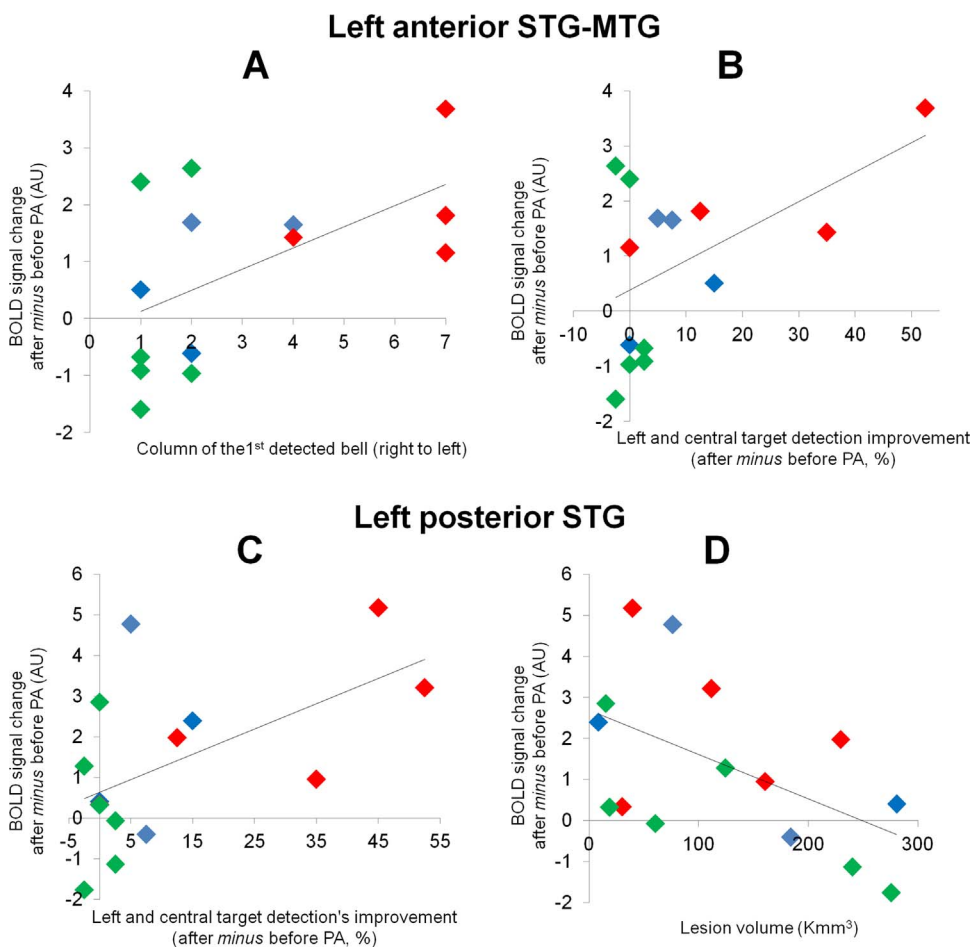 Left anterior STG-MTG
A
BOLD signal change
after minus before PA (AU)
4
3
2
1
0
-1
-2
0 1 2 3 4 5 6 7
Column of the1st detected bell (right to left)
B
BOLD signal change
after minus before PA (AU)
4
3
2
1
0
-1
-2
-10 0 10 20 30 40 50
Left and central target detection improvement
(after minus before PA, %)
Left posterior STG
C
BOLD signal change
after minus before PA (AU)
6
5
4
3
2
1
0
-1
-2
-5 5 15 25 35 45 55
Left and central target detection's improvement
(after minus before PA, %)
D
BOLD signal change
after minus before PA (AU)
6
5
4
3
2
1
0
-1
-2
0 100 200 300
Lesion volume (Kmm3)